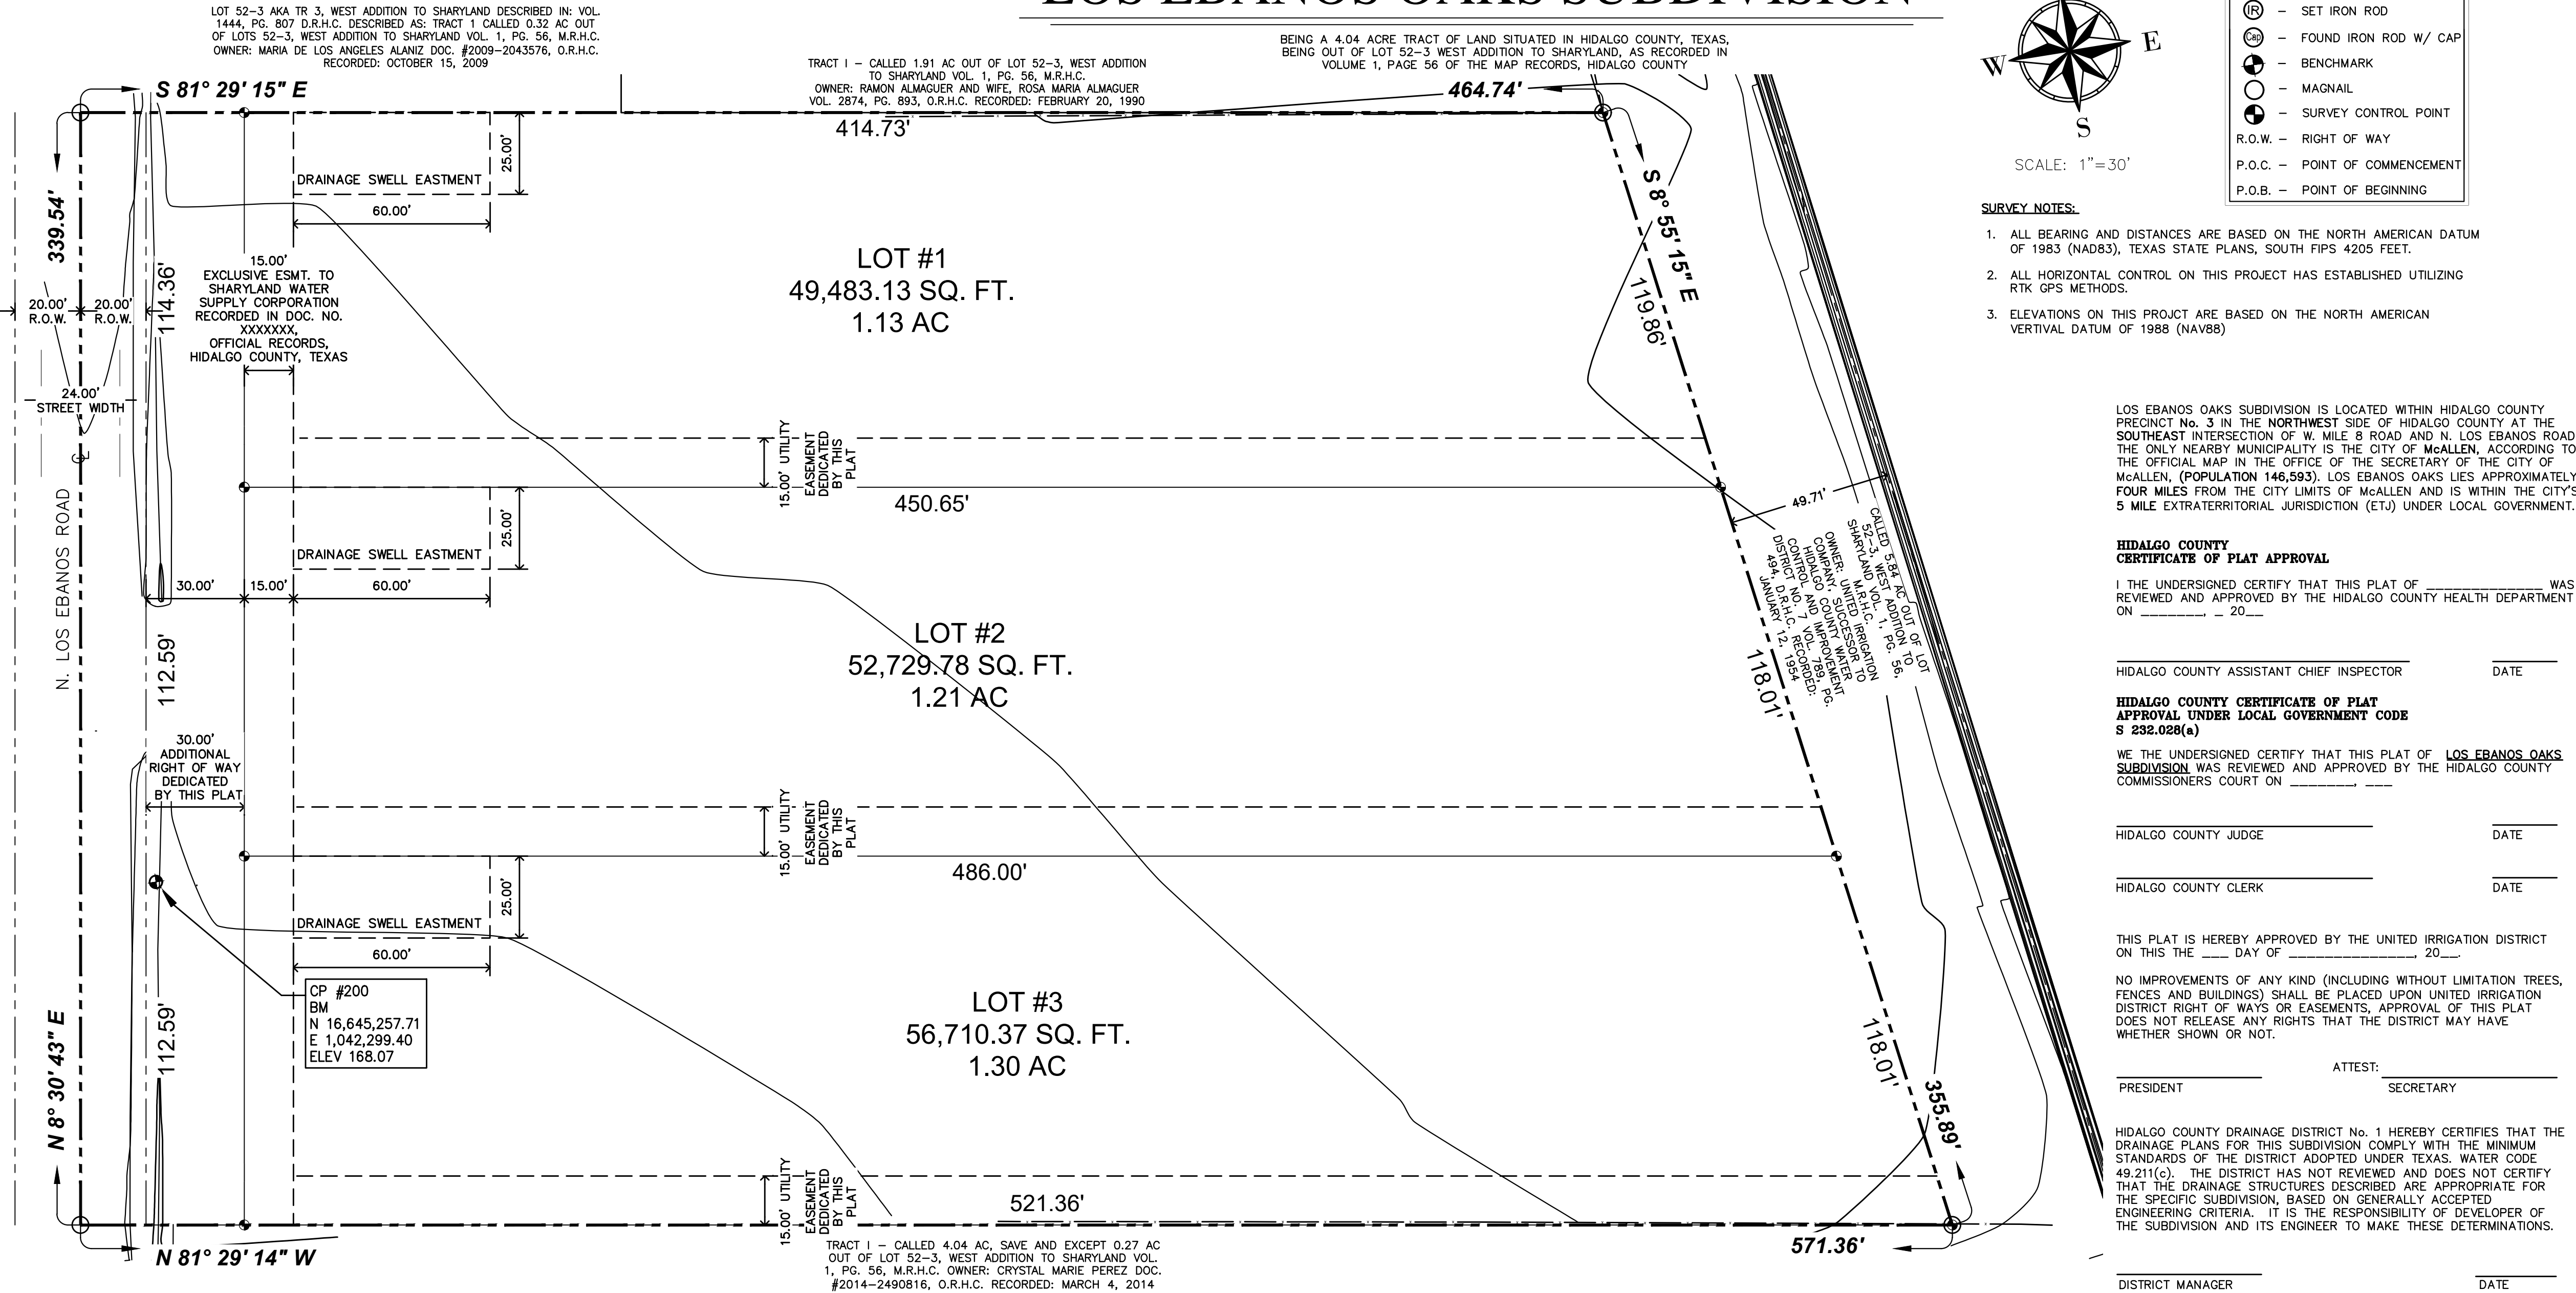 LOT 52-3 AKA TR 3, WEST ADDITION TO SHARYLAND DESCRIBED IN: VOL.
1444, PG. 807 D.R.H.C. DESCRIBED AS: TRACT 1 CALLED 0.32 AC OUT
OF LOTS 52-3, WEST ADDITION TO SHARYLAND VOL. 1, PG. 56, M.R.H.C.
OWNER: MARIA DE LOS ANGELES ALANIZ DOC. #2009-2043576, O.R.H.C.
RECORDED: OCTOBER 15, 2009
TRACT I - CALLED 1.91 AC OUT OF LOT 52-3, WEST ADDITION
TO SHARYLAND VOL. 1, PG. 56, M.R.H.C.
OWNER: RAMON ALMAGUER AND WIFE, ROSA MARIA ALMAGUER
VOL. 2874, PG. 893, O.R.H.C. RECORDED: FEBRUARY 20, 1990
LOS EBANOS OAKS SUBDIVISION
BEING A 4.04 ACRE TRACT OF LAND SITUATED IN HIDALGO COUNTY, TEXAS,
BEING OUT OF LOT 52-3 WEST ADDITION TO SHARYLAND, AS RECORDED IN
VOLUME 1, PAGE 56 OF THE MAP RECORDS, HIDALGO COUNTY
S 81° 29' 15" E
414.73'
464.74'
339.54'
25.00'
DRAINAGE SWELL EASTMENT
60.00'
S 8° 55' 15" E
119.86'
LOT #1
49,483.13 SQ. FT.
1.13 AC
114.36'
15.00'
EXCLUSIVE ESMT. TO
SHARYLAND WATER
SUPPLY CORPORATION
RECORDED IN DOC. NO.
XXXXXXX,
OFFICIAL RECORDS,
HIDALGO COUNTY, TEXAS
20.00'
R.O.W.
20.00'
R.O.W.
24.00'
STREET WIDTH
℄
N. LOS EBANOS ROAD
15.00' UTILITY
EASEMENT
DEDICATED
BY THIS
PLAT
450.65'
25.00'
DRAINAGE SWELL EASTMENT
30.00'
15.00'
60.00'
49.71'
CALLED 5.84 AC OUT OF LOT
52-3, WEST ADDITION TO
SHARYLAND VOL. 1, PG. 56,
M.R.H.C.
OWNER: UNITED IRRIGATION
COMPANY, SUCCESSOR TO
HIDALGO COUNTY WATER
CONTROL AND IMPROVEMENT
DISTRICT NO. 7 VOL. 789, PG.
494, D.R.H.C. RECORDED:
JANUARY 12, 1954
112.59'
LOT #2
52,729.78 SQ. FT.
1.21 AC
118.01'
30.00'
ADDITIONAL
RIGHT OF WAY
DEDICATED
BY THIS PLAT
15.00' UTILITY
EASEMENT
DEDICATED
BY THIS
PLAT
486.00'
25.00'
DRAINAGE SWELL EASTMENT
60.00'
CP #200
BM
N 16,645,257.71
E 1,042,299.40
ELEV 168.07
N 8° 30' 43" E
112.59'
LOT #3
56,710.37 SQ. FT.
1.30 AC
118.01'
355.89'
15.00' UTILITY
EASEMENT
DEDICATED
BY THIS
PLAT
521.36'
N 81° 29' 14" W
571.36'
TRACT I - CALLED 4.04 AC, SAVE AND EXCEPT 0.27 AC
OUT OF LOT 52-3, WEST ADDITION TO SHARYLAND VOL.
1, PG. 56, M.R.H.C. OWNER: CRYSTAL MARIE PEREZ DOC.
#2014-2490816, O.R.H.C. RECORDED: MARCH 4, 2014
W
E
S
SCALE: 1"=30'
IR - SET IRON ROD
Cap - FOUND IRON ROD W/ CAP
- BENCHMARK
- MAGNAIL
- SURVEY CONTROL POINT
R.O.W. - RIGHT OF WAY
P.O.C. - POINT OF COMMENCEMENT
P.O.B. - POINT OF BEGINNING
SURVEY NOTES:
1. ALL BEARING AND DISTANCES ARE BASED ON THE NORTH AMERICAN DATUM
OF 1983 (NAD83), TEXAS STATE PLANS, SOUTH FIPS 4205 FEET.
2. ALL HORIZONTAL CONTROL ON THIS PROJECT HAS ESTABLISHED UTILIZING
RTK GPS METHODS.
3. ELEVATIONS ON THIS PROJCT ARE BASED ON THE NORTH AMERICAN
VERTIVAL DATUM OF 1988 (NAV88)
LOS EBANOS OAKS SUBDIVISION IS LOCATED WITHIN HIDALGO COUNTY
PRECINCT No. 3 IN THE NORTHWEST SIDE OF HIDALGO COUNTY AT THE
SOUTHEAST INTERSECTION OF W. MILE 8 ROAD AND N. LOS EBANOS ROAD
THE ONLY NEARBY MUNICIPALITY IS THE CITY OF McALLEN, ACCORDING TO
THE OFFICIAL MAP IN THE OFFICE OF THE SECRETARY OF THE CITY OF
McALLEN, (POPULATION 146,593). LOS EBANOS OAKS LIES APPROXIMATELY
FOUR MILES FROM THE CITY LIMITS OF McALLEN AND IS WITHIN THE CITY'S
5 MILE EXTRATERRITORIAL JURISDICTION (ETJ) UNDER LOCAL GOVERNMENT.
HIDALGO COUNTY
CERTIFICATE OF PLAT APPROVAL
I THE UNDERSIGNED CERTIFY THAT THIS PLAT OF _____________ WAS
REVIEWED AND APPROVED BY THE HIDALGO COUNTY HEALTH DEPARTMENT
ON _______, _ 20__
HIDALGO COUNTY ASSISTANT CHIEF INSPECTOR DATE
HIDALGO COUNTY CERTIFICATE OF PLAT
APPROVAL UNDER LOCAL GOVERNMENT CODE
S 232.028(a)
WE THE UNDERSIGNED CERTIFY THAT THIS PLAT OF LOS EBANOS OAKS
SUBDIVISION WAS REVIEWED AND APPROVED BY THE HIDALGO COUNTY
COMMISSIONERS COURT ON _______, ___
HIDALGO COUNTY JUDGE DATE
HIDALGO COUNTY CLERK DATE
THIS PLAT IS HEREBY APPROVED BY THE UNITED IRRIGATION DISTRICT
ON THIS THE ___ DAY OF ______________, 20__.
NO IMPROVEMENTS OF ANY KIND (INCLUDING WITHOUT LIMITATION TREES,
FENCES AND BUILDINGS) SHALL BE PLACED UPON UNITED IRRIGATION
DISTRICT RIGHT OF WAYS OR EASEMENTS, APPROVAL OF THIS PLAT
DOES NOT RELEASE ANY RIGHTS THAT THE DISTRICT MAY HAVE
WHETHER SHOWN OR NOT.
ATTEST:
PRESIDENT SECRETARY
HIDALGO COUNTY DRAINAGE DISTRICT No. 1 HEREBY CERTIFIES THAT THE
DRAINAGE PLANS FOR THIS SUBDIVISION COMPLY WITH THE MINIMUM
STANDARDS OF THE DISTRICT ADOPTED UNDER TEXAS. WATER CODE
49.211(c). THE DISTRICT HAS NOT REVIEWED AND DOES NOT CERTIFY
THAT THE DRAINAGE STRUCTURES DESCRIBED ARE APPROPRIATE FOR
THE SPECIFIC SUBDIVISION, BASED ON GENERALLY ACCEPTED
ENGINEERING CRITERIA. IT IS THE RESPONSIBILITY OF DEVELOPER OF
THE SUBDIVISION AND ITS ENGINEER TO MAKE THESE DETERMINATIONS.
DISTRICT MANAGER DATE